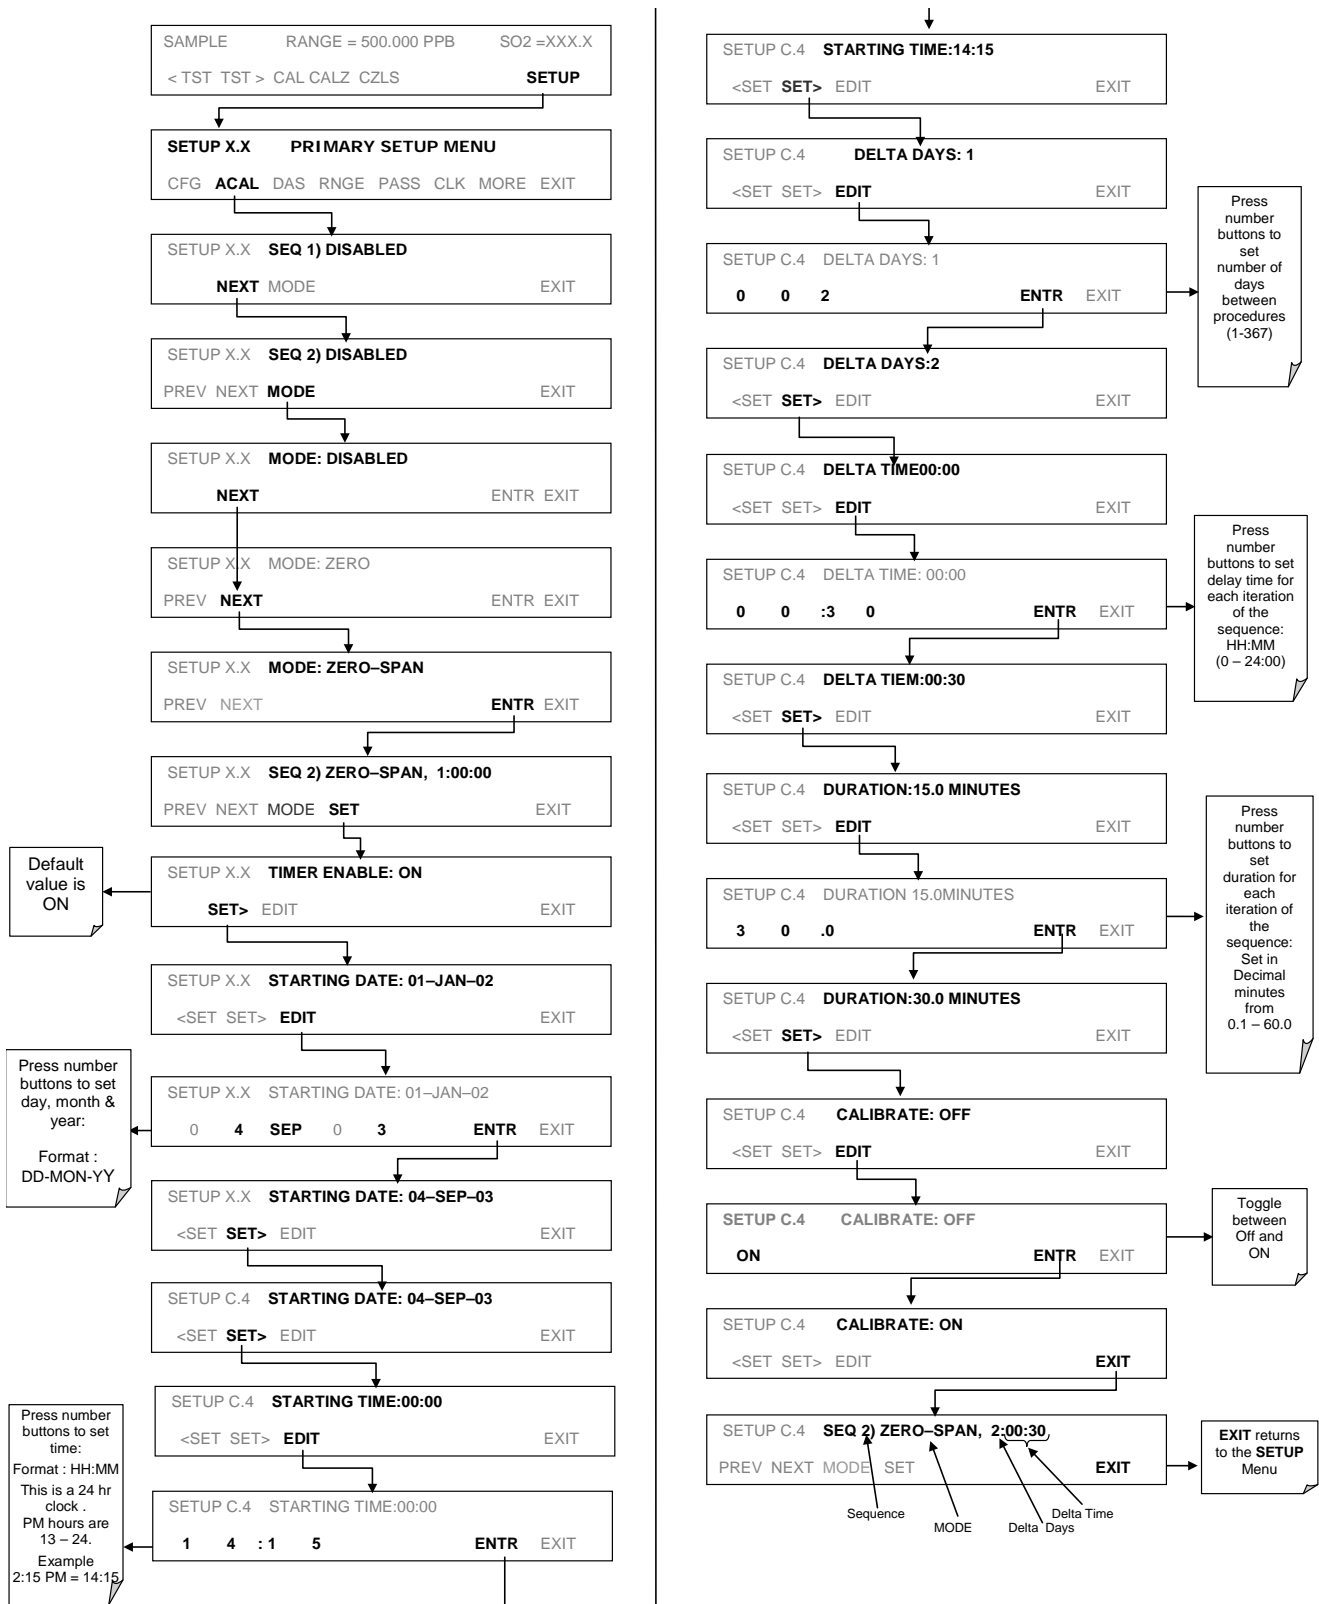 SAMPLE RANGE = 500.000 PPB SO2 =XXX.X
< TST TST > CAL CALZ CZLS SETUP
SETUP X.X PRIMARY SETUP MENU
CFG ACAL DAS RNGE PASS CLK MORE EXIT
SETUP X.X SEQ 1) DISABLED
NEXT MODE EXIT
SETUP X.X SEQ 2) DISABLED
PREV NEXT MODE EXIT
SETUP X.X MODE: DISABLED
NEXT ENTR EXIT
SETUP X.X MODE: ZERO
PREV NEXT ENTR EXIT
SETUP X.X MODE: ZERO–SPAN
PREV NEXT ENTR EXIT
SETUP X.X SEQ 2) ZERO–SPAN, 1:00:00
PREV NEXT MODE SET EXIT
Default
value is
ON
SETUP X.X TIMER ENABLE: ON
SET> EDIT EXIT
SETUP X.X STARTING DATE: 01–JAN–02
<SET SET> EDIT EXIT
Press number
buttons to set
day, month &
year:
Format :
DD-MON-YY
SETUP X.X STARTING DATE: 01–JAN–02
0 4 SEP 0 3 ENTR EXIT
SETUP X.X STARTING DATE: 04–SEP–03
<SET SET> EDIT EXIT
SETUP C.4 STARTING DATE: 04–SEP–03
<SET SET> EDIT EXIT
SETUP C.4 STARTING TIME:00:00
<SET SET> EDIT EXIT
Press number
buttons to set
time:
Format : HH:MM
This is a 24 hr
clock .
PM hours are
13 – 24.
Example
2:15 PM = 14:15
SETUP C.4 STARTING TIME:00:00
1 4 :1 5 ENTR EXIT
SETUP C.4 STARTING TIME:14:15
<SET SET> EDIT EXIT
SETUP C.4 DELTA DAYS: 1
<SET SET> EDIT EXIT
SETUP C.4 DELTA DAYS: 1
0 0 2 ENTR EXIT
Press
number
buttons to
set
number of
days
between
procedures
(1-367)
SETUP C.4 DELTA DAYS:2
<SET SET> EDIT EXIT
SETUP C.4 DELTA TIME00:00
<SET SET> EDIT EXIT
SETUP C.4 DELTA TIME: 00:00
0 0 :3 0 ENTR EXIT
Press
number
buttons to set
delay time for
each iteration
of the
sequence:
HH:MM
(0 – 24:00)
SETUP C.4 DELTA TIEM:00:30
<SET SET> EDIT EXIT
SETUP C.4 DURATION:15.0 MINUTES
<SET SET> EDIT EXIT
SETUP C.4 DURATION 15.0MINUTES
3 0 .0 ENTR EXIT
Press
number
buttons to
set
duration for
each
iteration of
the
sequence:
Set in
Decimal
minutes
from
0.1 – 60.0
SETUP C.4 DURATION:30.0 MINUTES
<SET SET> EDIT EXIT
SETUP C.4 CALIBRATE: OFF
<SET SET> EDIT EXIT
SETUP C.4 CALIBRATE: OFF
ON ENTR EXIT
Toggle
between
Off and
ON
SETUP C.4 CALIBRATE: ON
<SET SET> EDIT EXIT
SETUP C.4 SEQ 2) ZERO–SPAN, 2:00:30
PREV NEXT MODE SET EXIT
EXIT returns
to the SETUP
Menu
Sequence
MODE
Delta Days
Delta Time